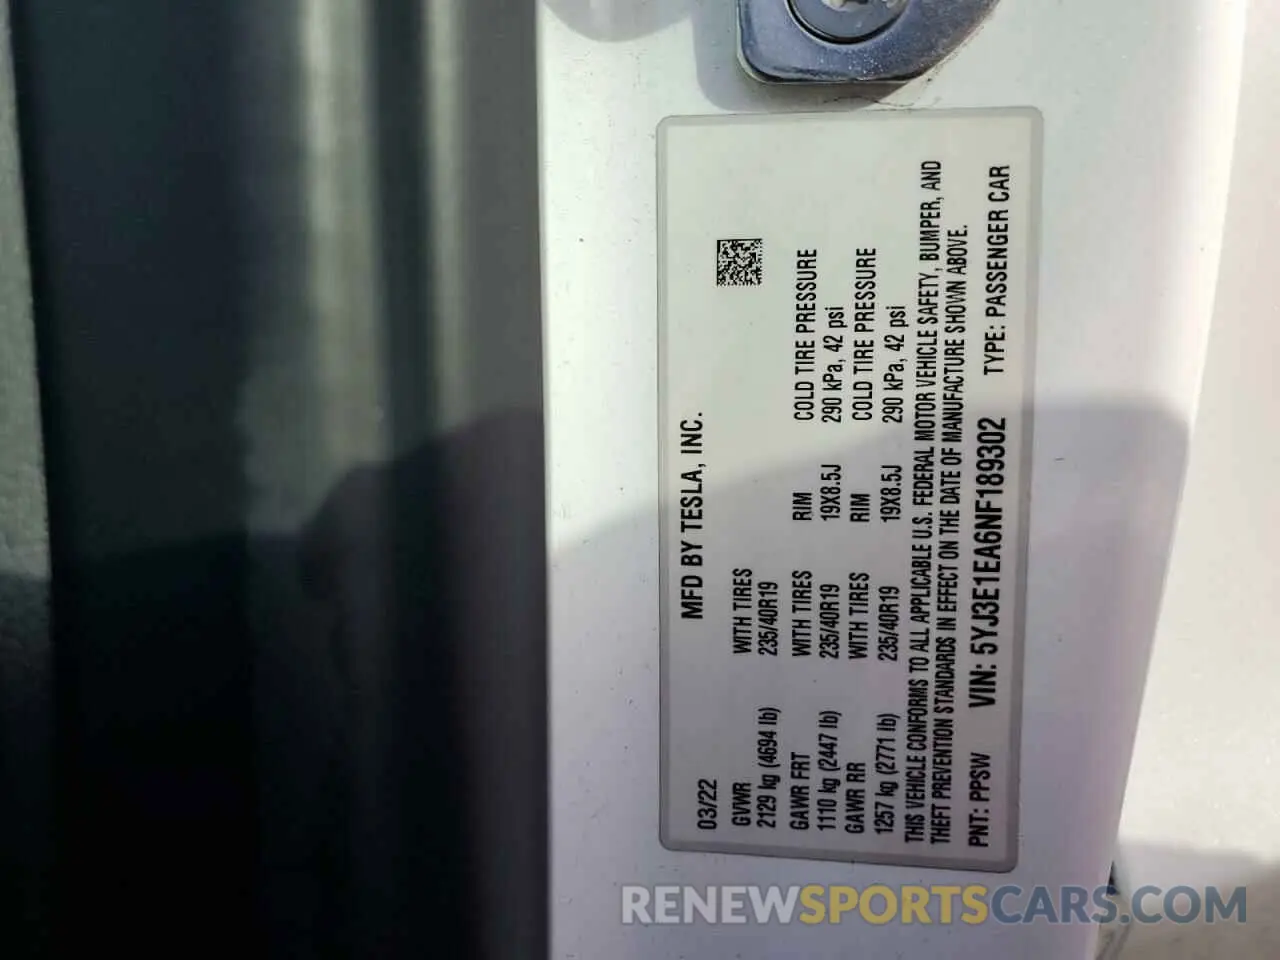 03/22 MFD BY TESLA, INC.
GVWR WITH TIRES
2129 kg (4694 lb) 235/40R19
GAWR FRT WITH TIRES RIM COLD TIRE PRESSURE
1110 kg (2447 lb) 235/40R19 19X8.5J 290 kPa, 42 psi
GAWR RR WITH TIRES RIM COLD TIRE PRESSURE
1257 kg (2771 lb) 235/40R19 19X8.5J 290 kPa, 42 psi
THIS VEHICLE CONFORMS TO ALL APPLICABLE U.S. FEDERAL MOTOR VEHICLE SAFETY, BUMPER, AND
THEFT PREVENTION STANDARDS IN EFFECT ON THE DATE OF MANUFACTURE SHOWN ABOVE.
PNT: PPSW VIN: 5YJ3E1EA6NF189302 TYPE: PASSENGER CAR
RENEWSPORTSCARS.COM